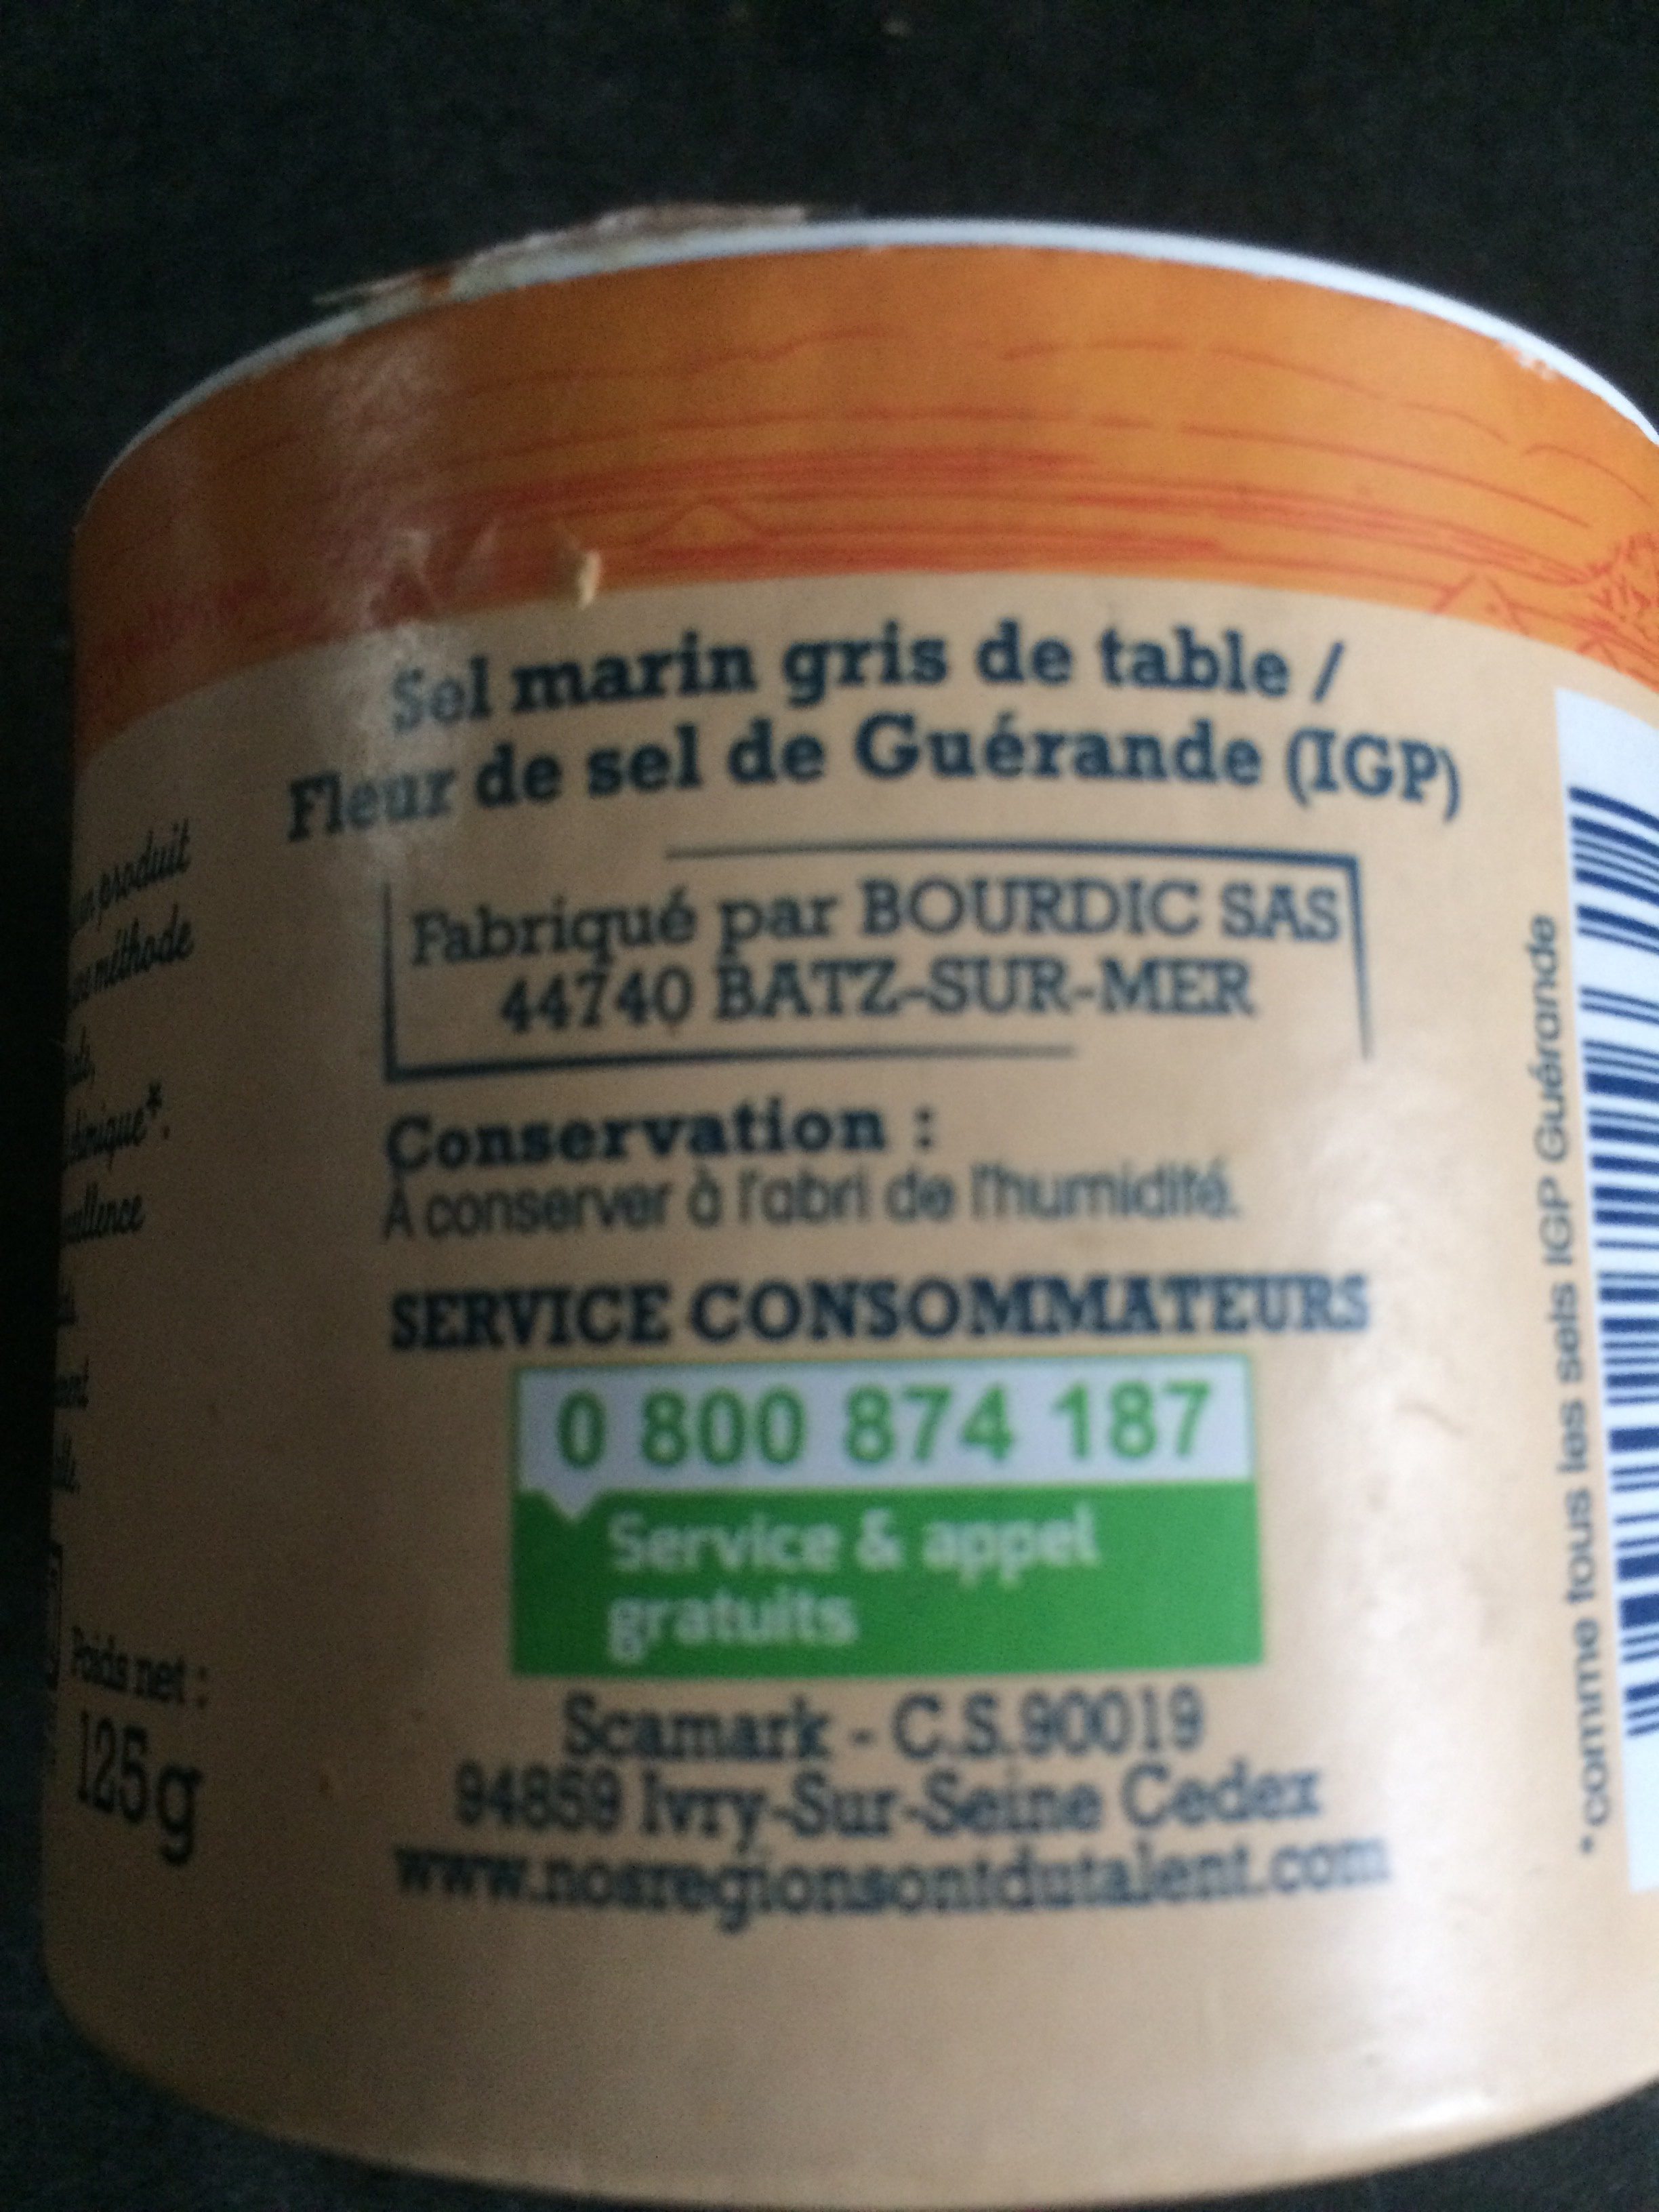 produit
méthode
Poids net :
125g
Sel marin gris de table /
Fleur de sel de Guérande (IGP)
Fabriqué par BOURDIC SAS
44740 BATZ-SUR-MER
Conservation :
À conserver à l'abri de l'humidité.
SERVICE CONSOMMATEURS
0 800 874 187
Service & appel
gratuits
Scamark - C.S.90019
94859 Ivry-Sur-Seine Cedex
www.nosregionsontdutalent.com
*comme tous les sels IGP Guérande